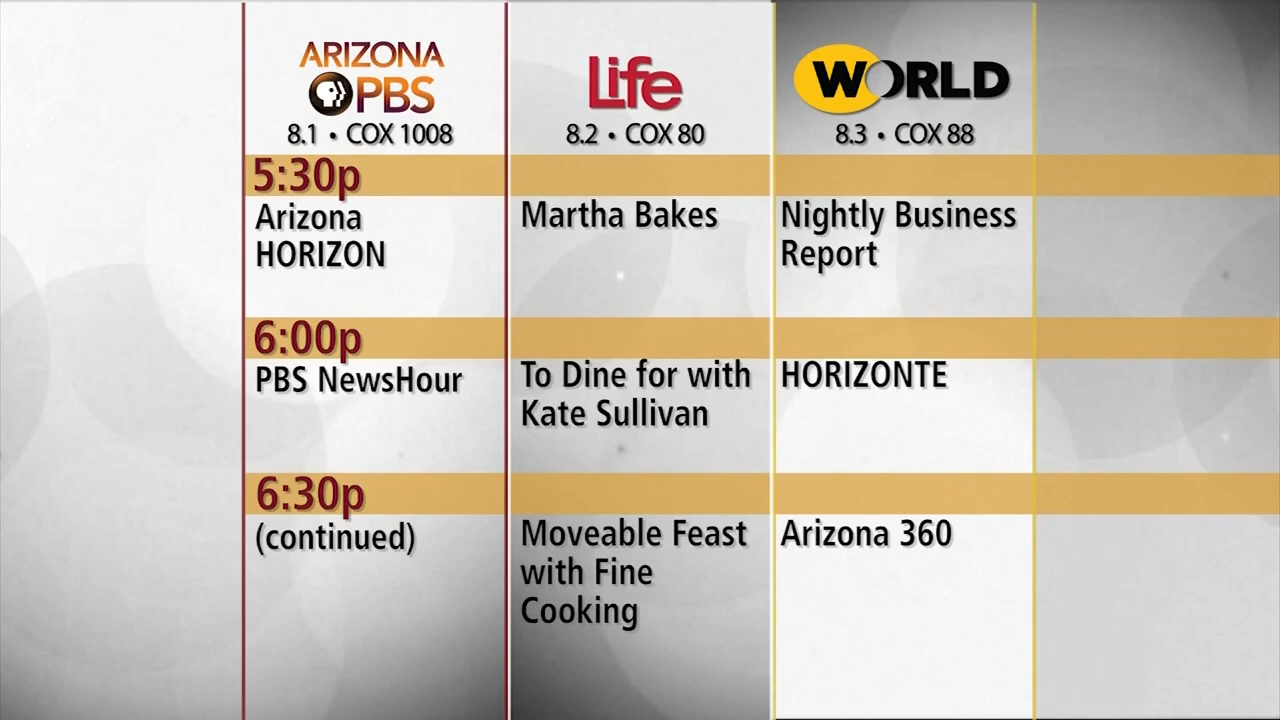 ARIZONA
PBS
8.1 • COX 1008
Life
8.2 • COX 80
WORLD
8.3 • COX 88
5:30p
Arizona
HORIZON
Martha Bakes
Nightly Business
Report
6:00p
PBS NewsHour
To Dine for with
Kate Sullivan
HORIZONTE
6:30p
(continued)
Moveable Feast
with Fine
Cooking
Arizona 360